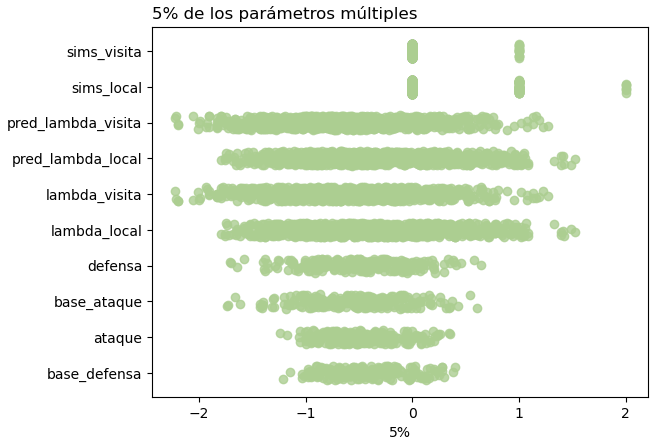 5% de los parámetros múltiples
sims_visita
sims_local
pred_lambda_visita
pred_lambda_local
lambda_visita
lambda_local
defensa
base_ataque
ataque
base_defensa
−2 −1 0 1 2
5%